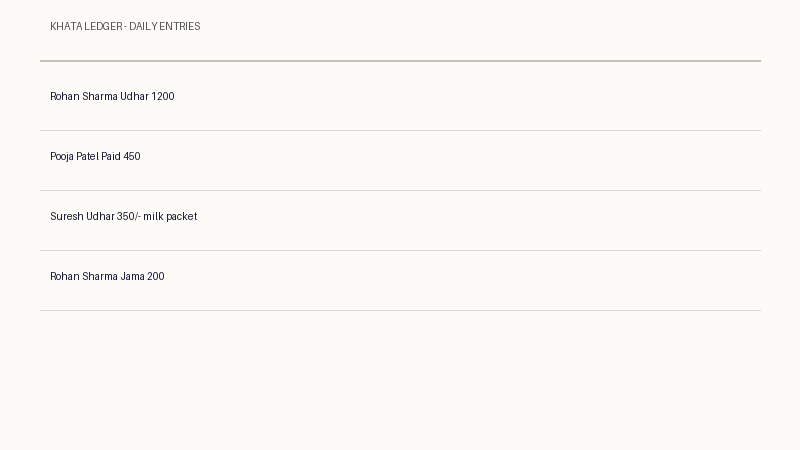 KHATA LEDGER - DAILY ENTRIES
Rohan Sharma Udhar 1200
Pooja Patel Paid 450
Suresh Udhar 350/- milk packet
Rohan Sharma Jama 200